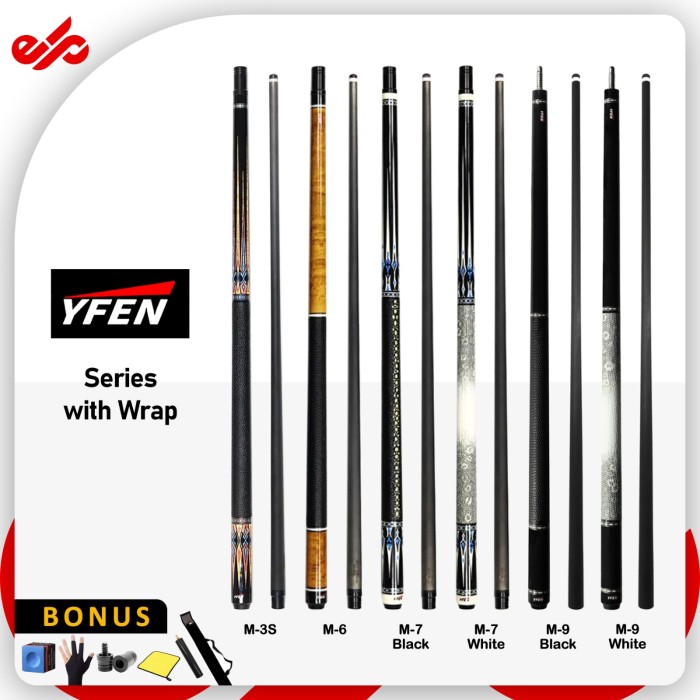 YFEN
Series
with Wrap
BONUS
M-3S
M-6
M-7
Black
M-7
White
M-9
Black
M-9
White